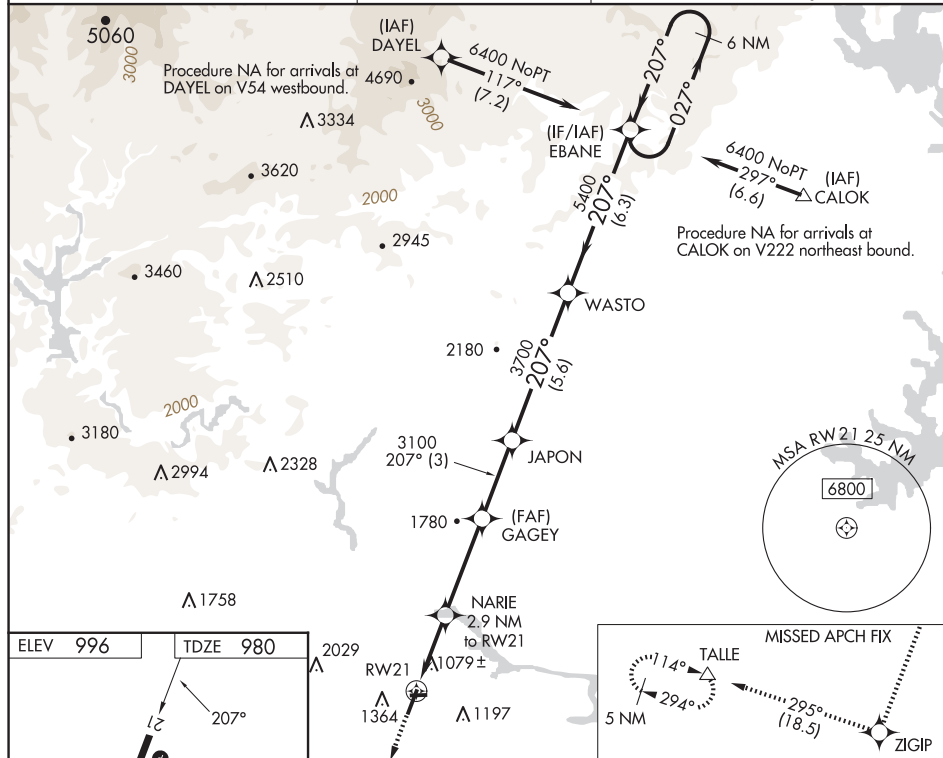 5060
3000
(IAF)
DAYEL
6400 NoPT
117°
(7.2)
Procedure NA for arrivals at
DAYEL on V54 westbound.
4690
3000
3334
3620
2000
2945
3460
2510
207°
027°
6 NM
(IF/IAF)
EBANE
6400 NoPT
297°
(6.6)
(IAF)
CALOK
Procedure NA for arrivals at
CALOK on V222 northeast bound.
5400
207°
(6.3)
WASTO
2180
3700
207°
(5.6)
2000
3180
2994
2328
3100
207° (3)
JAPON
1780
(FAF)
GAGEY
MSA RW21 25 NM
6800
1758
NARIE
2.9 NM
to RW21
2029
RW21
1079±
1364
1197
ELEV 996
TDZE 980
207°
21
MISSED APCH FIX
TALLE
114°
294°
5 NM
295°
(18.5)
ZIGIP